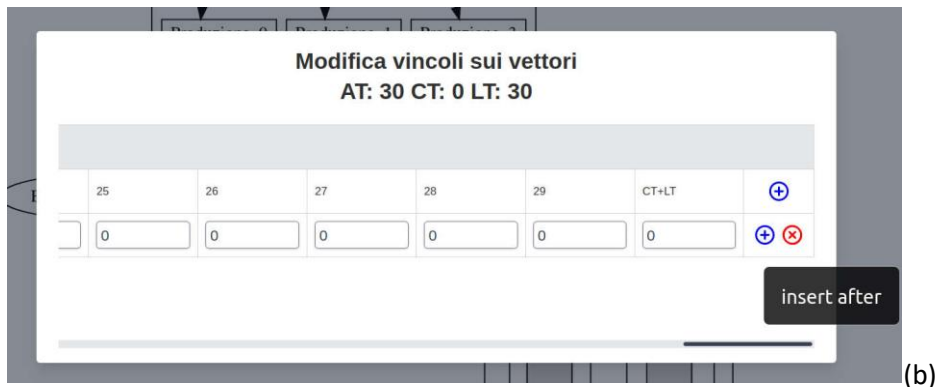 Modifica vincoli sui vettori
AT: 30 CT: 0 LT: 30
25 26 27 28 29 CT+LT
0 0 0 0 0 0
insert after
(b)